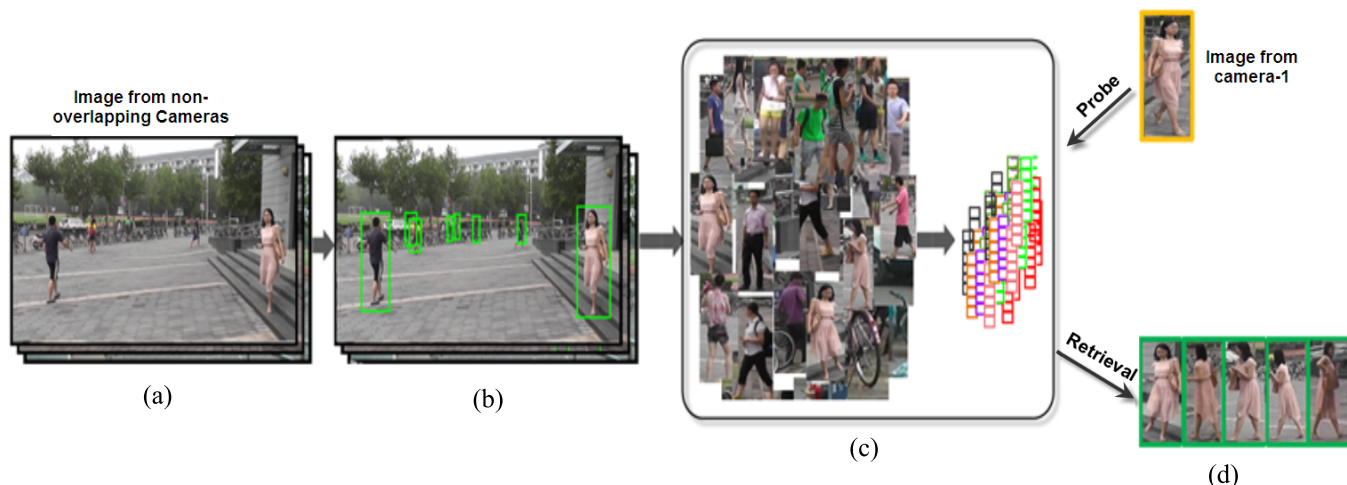 Image from non-
overlapping Cameras
(a)
(b)
(c)
Probe
Image from
camera-1
Retrieval
(d)